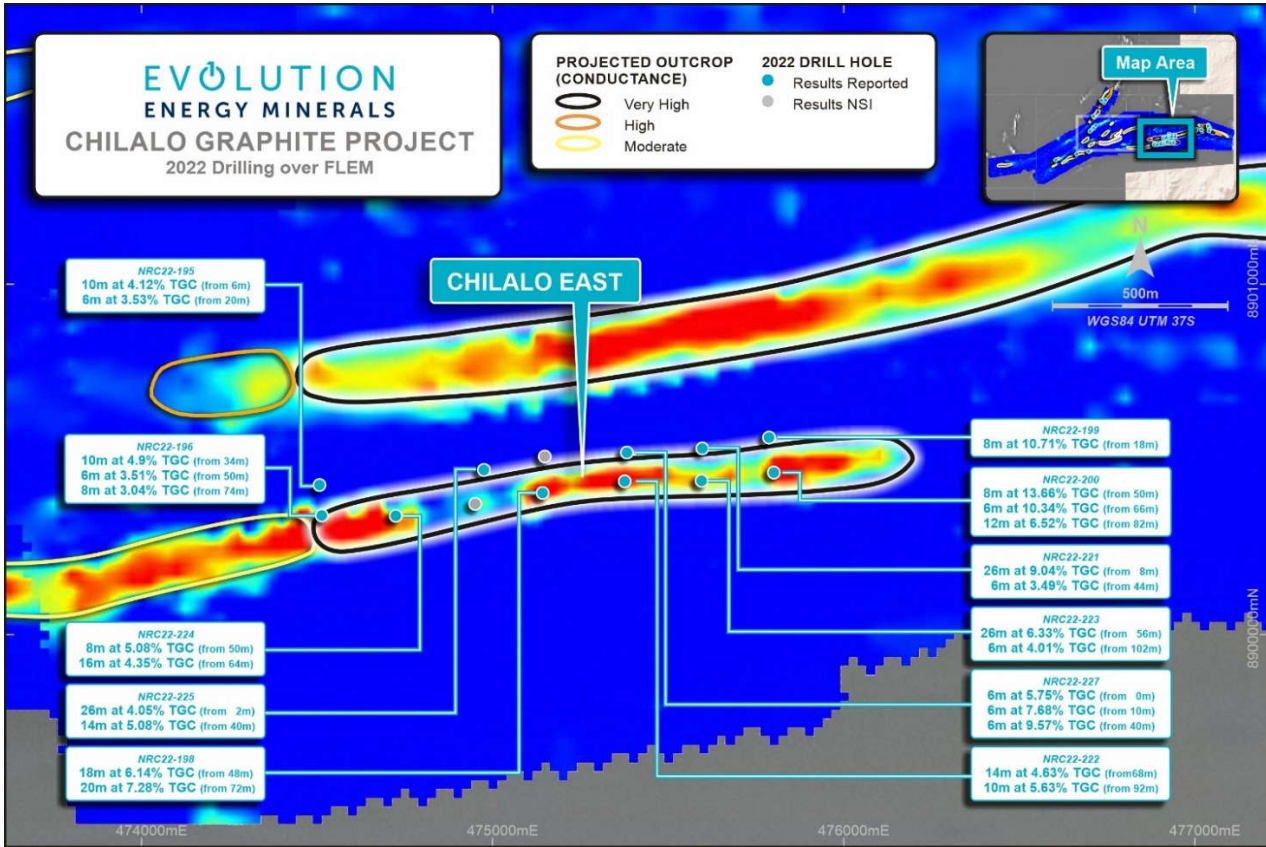 EVOLUTION
ENERGY MINERALS
CHILALO GRAPHITE PROJECT
2022 Drilling over FLEM
PROJECTED OUTCROP
(CONDUCTANCE)
Very High
High
Moderate
2022 DRILL HOLE
Results Reported
Results NSI
Map Area
N
500m
WGS84 UTM 37S
8901000mN
CHILALO EAST
NRC22-195
10m at 4.12% TGC (from 6m)
6m at 3.53% TGC (from 20m)
NRC22-196
10m at 4.9% TGC (from 34m)
6m at 3.51% TGC (from 50m)
8m at 3.04% TGC (from 74m)
NRC22-224
8m at 5.08% TGC (from 50m)
16m at 4.35% TGC (from 64m)
NRC22-225
26m at 4.05% TGC (from 2m)
14m at 5.08% TGC (from 40m)
NRC22-198
18m at 6.14% TGC (from 48m)
20m at 7.28% TGC (from 72m)
NRC22-199
8m at 10.71% TGC (from 18m)
NRC22-200
8m at 13.66% TGC (from 50m)
6m at 10.34% TGC (from 66m)
12m at 6.52% TGC (from 82m)
NRC22-221
26m at 9.04% TGC (from 8m)
6m at 3.49% TGC (from 44m)
NRC22-223
26m at 6.33% TGC (from 56m)
6m at 4.01% TGC (from 102m)
NRC22-227
6m at 5.75% TGC (from 0m)
6m at 7.68% TGC (from 10m)
6m at 9.57% TGC (from 40m)
NRC22-222
14m at 4.63% TGC (from68m)
10m at 5.63% TGC (from 92m)
8900000mN
474000mE
475000mE
476000mE
477000mE